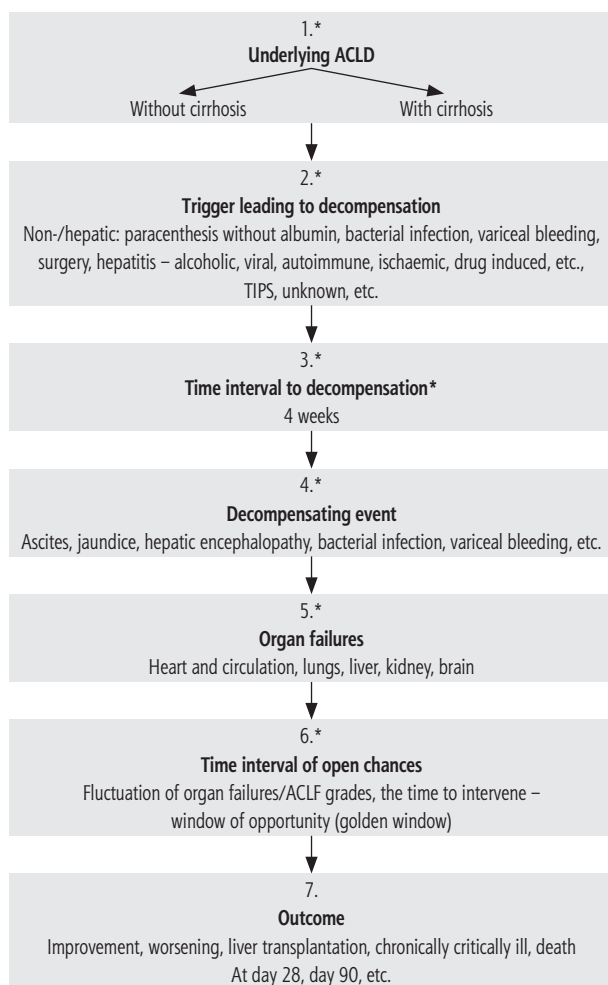 1.*
Underlying ACLD
Without cirrhosis With cirrhosis
2.*
Trigger leading to decompensation
Non-/hepatic: paracenthesis without albumin, bacterial infection, variceal bleeding,
surgery, hepatitis – alcoholic, viral, autoimmune, ischaemic, drug induced, etc.,
TIPS, unknown, etc.
3.*
Time interval to decompensation*
4 weeks
4.*
Decompensating event
Ascites, jaundice, hepatic encephalopathy, bacterial infection, variceal bleeding, etc.
5.*
Organ failures
Heart and circulation, lungs, liver, kidney, brain
6.*
Time interval of open chances
Fluctuation of organ failures/ACLF grades, the time to intervene –
window of opportunity (golden window)
7.
Outcome
Improvement, worsening, liver transplantation, chronically critically ill, death
At day 28, day 90, etc.